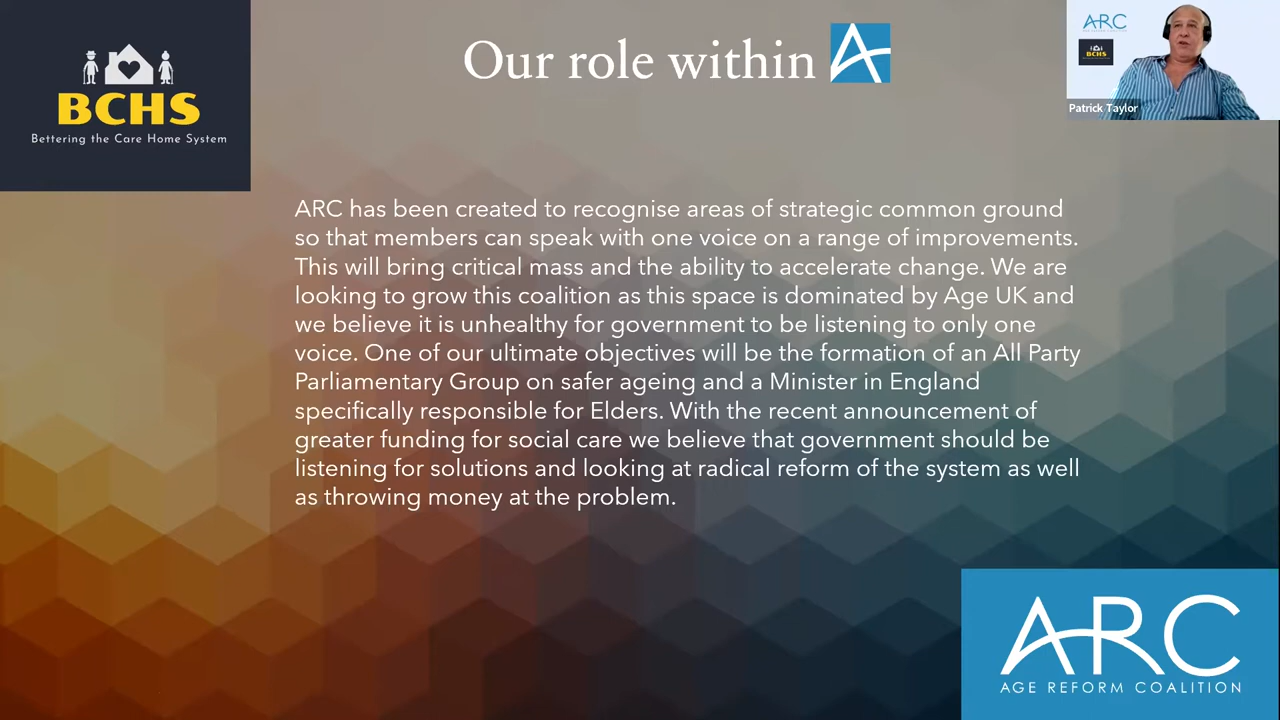 BCHS
Bettering the Care Home System
Our role within A
ARC
AGE REFORM COALITION
BCHS
Patrick Taylor
ARC has been created to recognise areas of strategic common ground
so that members can speak with one voice on a range of improvements.
This will bring critical mass and the ability to accelerate change. We are
looking to grow this coalition as this space is dominated by Age UK and
we believe it is unhealthy for government to be listening to only one
voice. One of our ultimate objectives will be the formation of an All Party
Parliamentary Group on safer ageing and a Minister in England
specifically responsible for Elders. With the recent announcement of
greater funding for social care we believe that government should be
listening for solutions and looking at radical reform of the system as well
as throwing money at the problem.
ARC
AGE REFORM COALITION